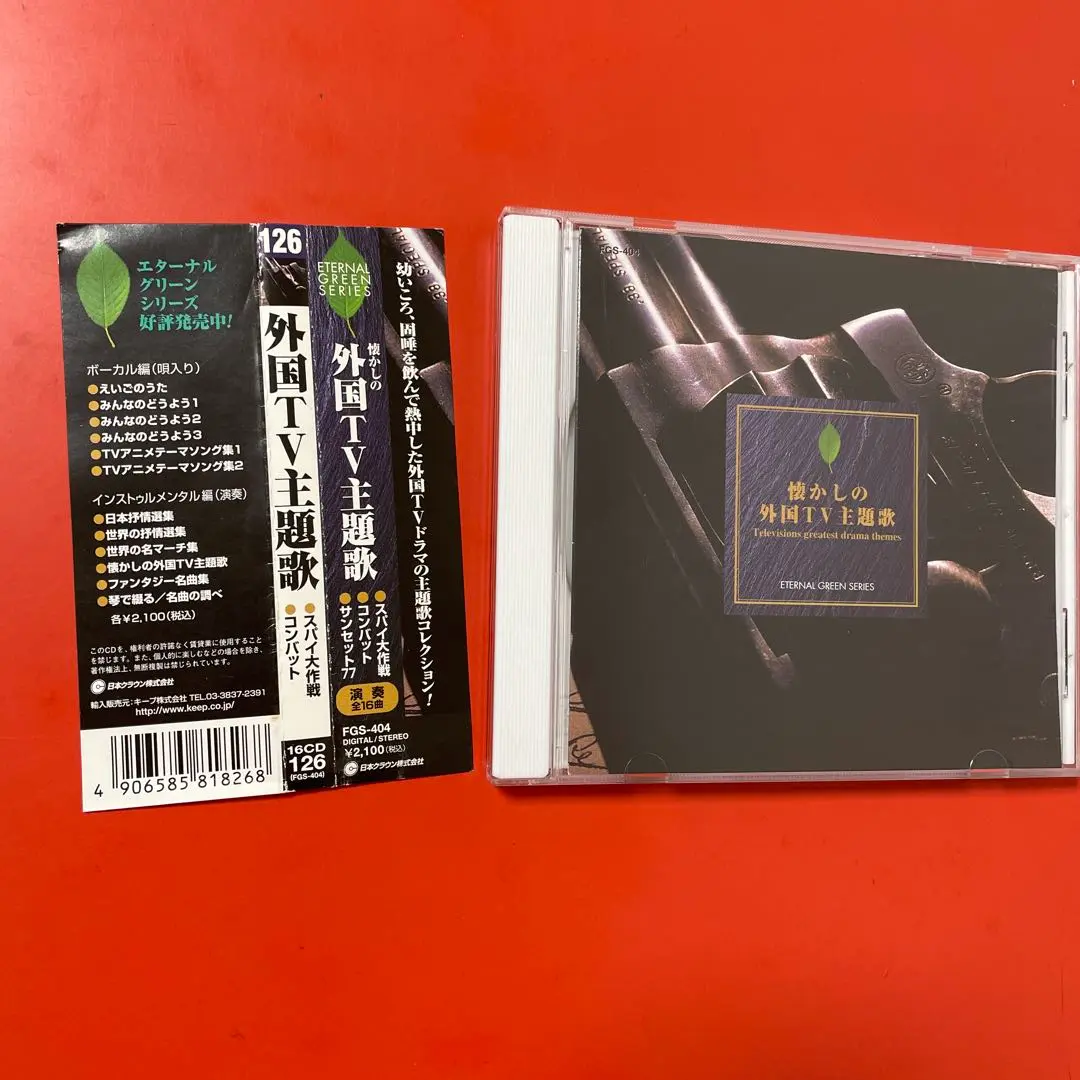 エターナル
グリーン
シリーズ
好評発売中!
ボーカル編(唄入り)
●えいごのうた
●みんなのどうよう1
●みんなのどうよう2
●みんなのどうよう3
●TVアニメテーマソング集1
●TVアニメテーマソング集2
インストゥルメンタル編(演奏)
●日本抒情選集
●世界の抒情選集
●世界の名マーチ集
●懐かしの外国TV主題歌
●ファンタジー名曲集
●琴で綴る/名曲の調べ
各¥2,100(税込)
このCDを、権利者の許諾なく賃貸業に使用すること
を禁じます。また、個人的に楽しむなどの場合を除き、
著作権法上、無断複製は禁じられています。
日本クラウン株式会社
輸入販売元:キープ株式会社 TEL.03-3837-2391
http://www.keep.co.jp/
4 906585 818268
126
外国TV主題歌
●スパイ大作戦
●コンバット
16CD
126
(FGS-404)
ETERNAL
GREEN
SERIES
懐かしの
外国TV主題歌
●スパイ大作戦
●コンバット
●サンセット77
演奏
全16曲
FGS-404
DIGITAL/STEREO
¥2,100(税込)
日本クラウン株式会社
幼いころ、固唾を飲んで熱中した外国TVドラマの主題歌コレクション!
.38 SPECIAL
FGS-404
.38 SPECIAL
懐かしの
外国TV主題歌
Televisions greatest drama themes
ETERNAL GREEN SERIES